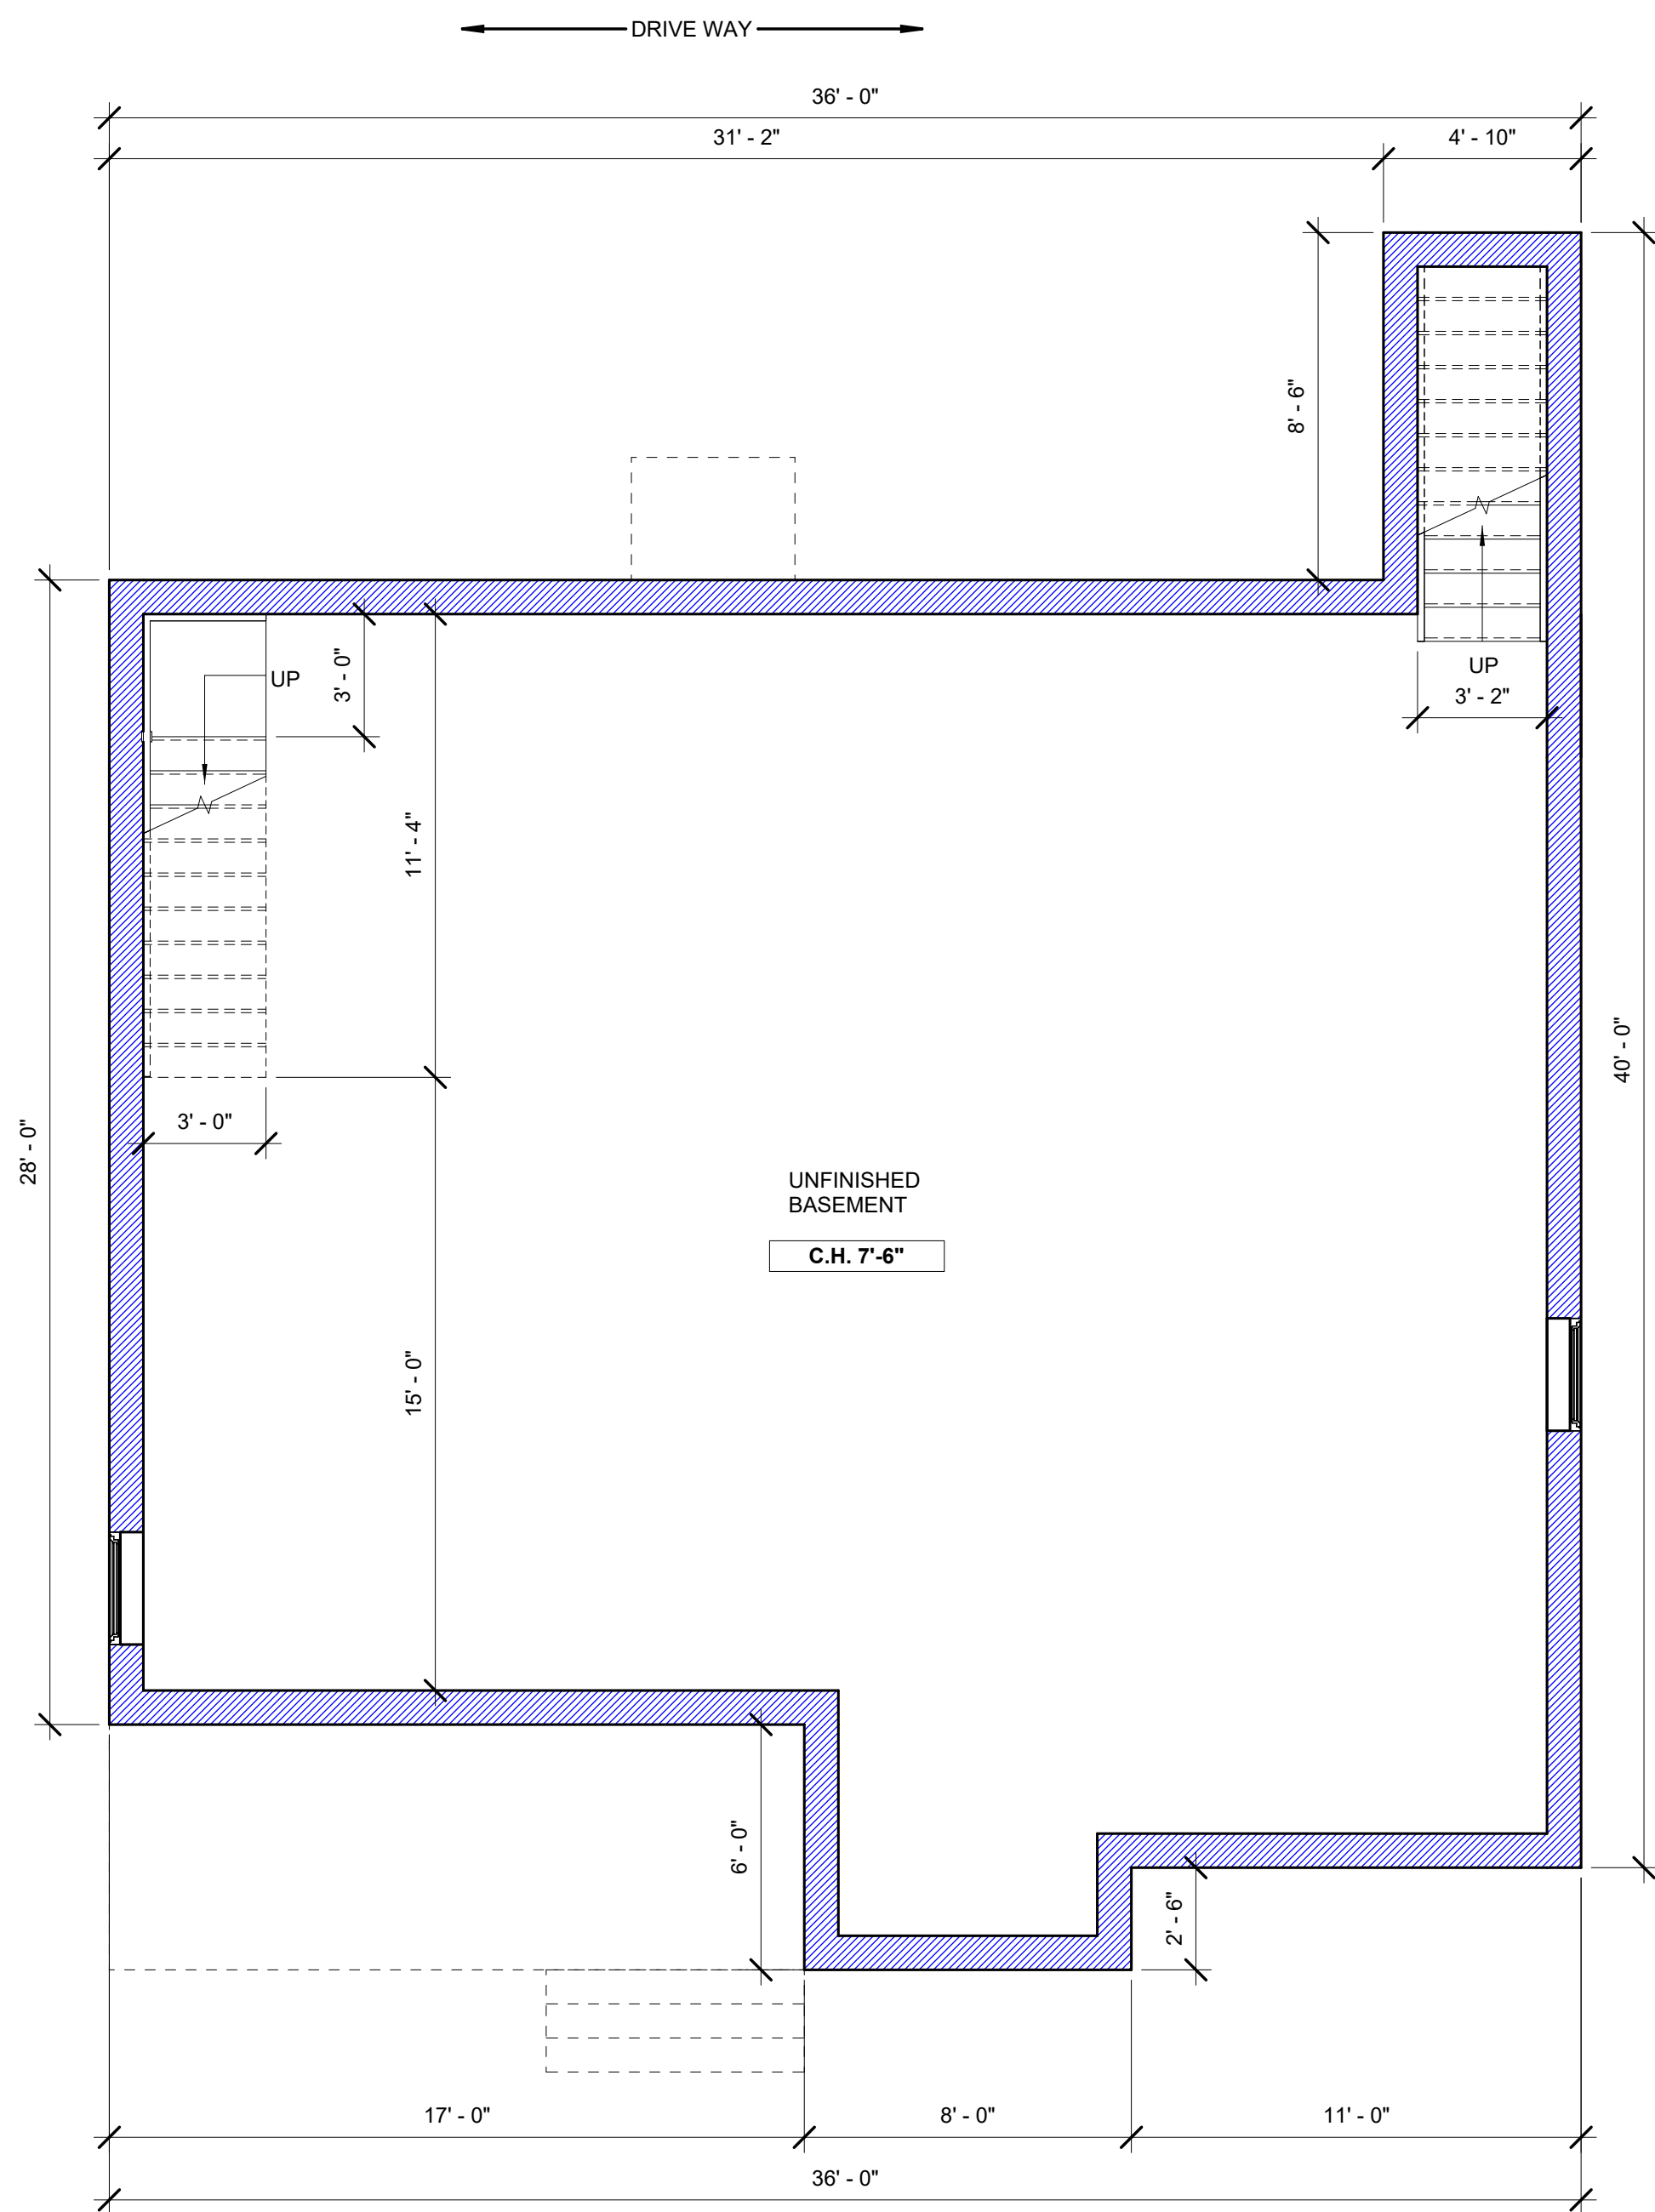 DRIVE WAY
36' - 0"
31' - 2"
4' - 10"
8' - 6"
UP
3' - 0"
UP
3' - 2"
11' - 4"
40' - 0"
3' - 0"
28' - 0"
UNFINISHED
BASEMENT
C.H. 7'-6"
15' - 0"
6' - 0"
2' - 6"
17' - 0"
8' - 0"
11' - 0"
36' - 0"